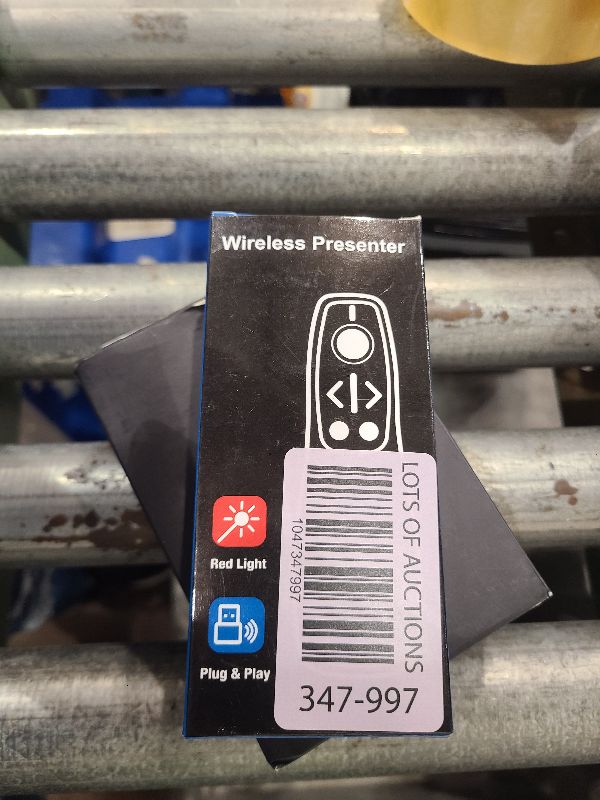 Wireless Presenter
Red Light
Plug & Play
LOTS OF AUCTIONS
1047347997
347-997